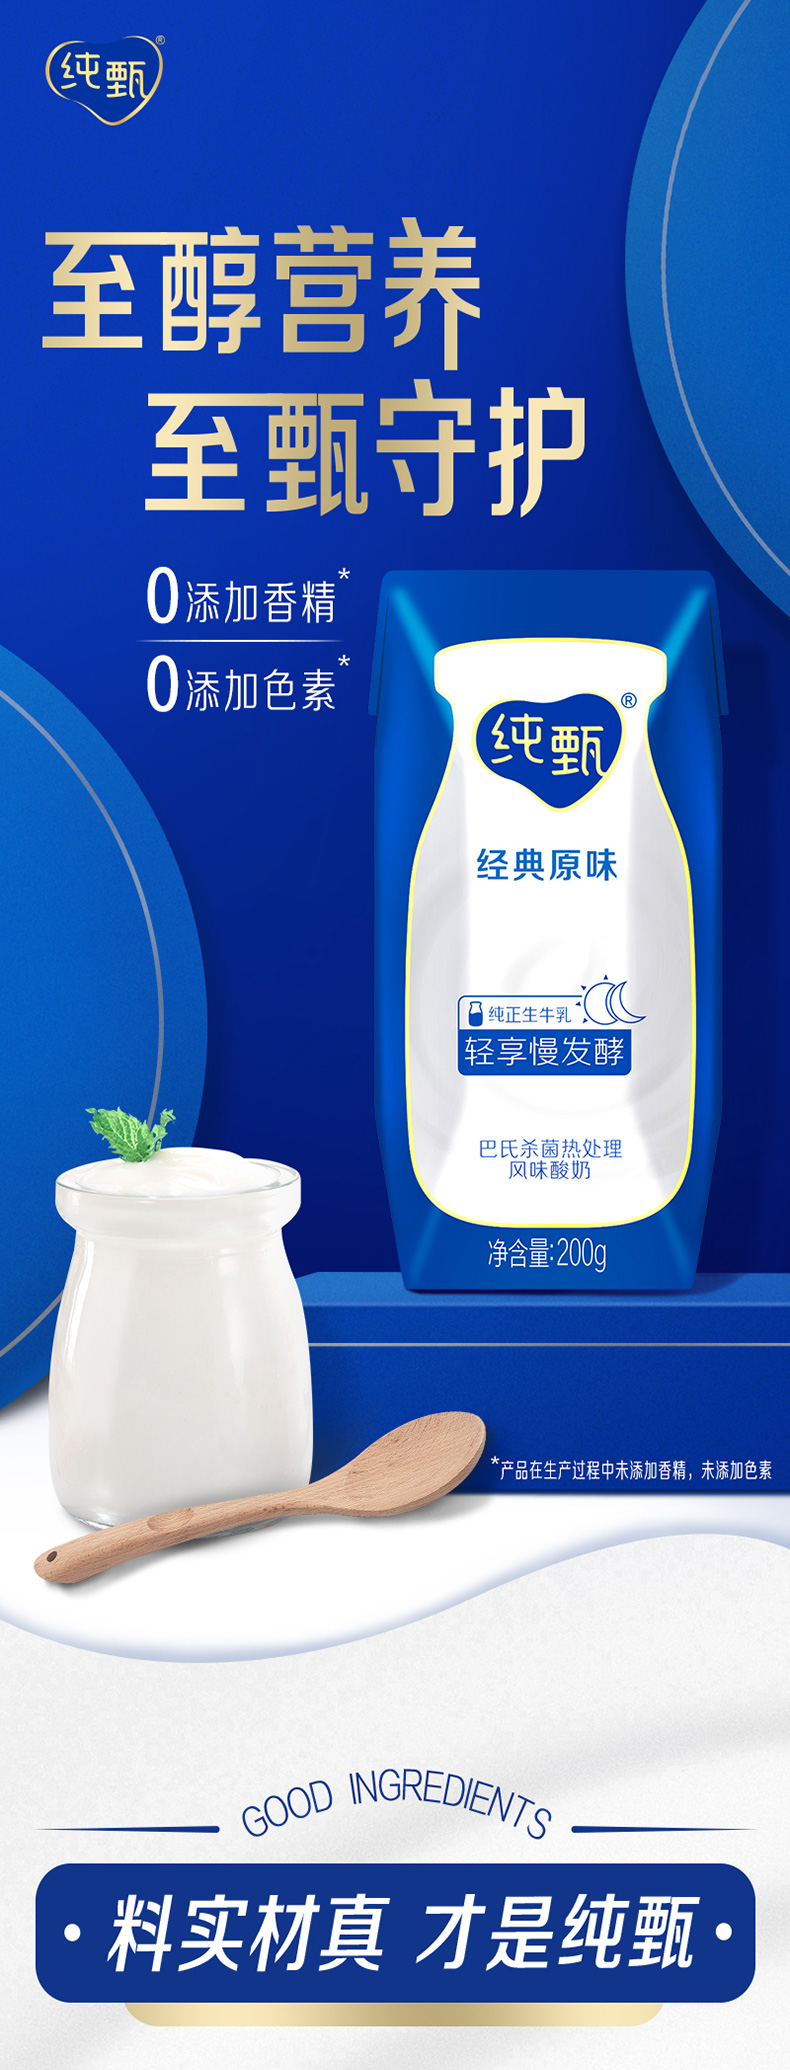 纯甄®
至醇营养
至甄守护
0添加香精*
0添加色素*
纯甄®
经典原味
纯正生牛乳
轻享慢发酵
巴氏杀菌热处理
风味酸奶
净含量:200g
*产品在生产过程中未添加香精，未添加色素
GOOD INGREDIENTS
·料实材真 才是纯甄·